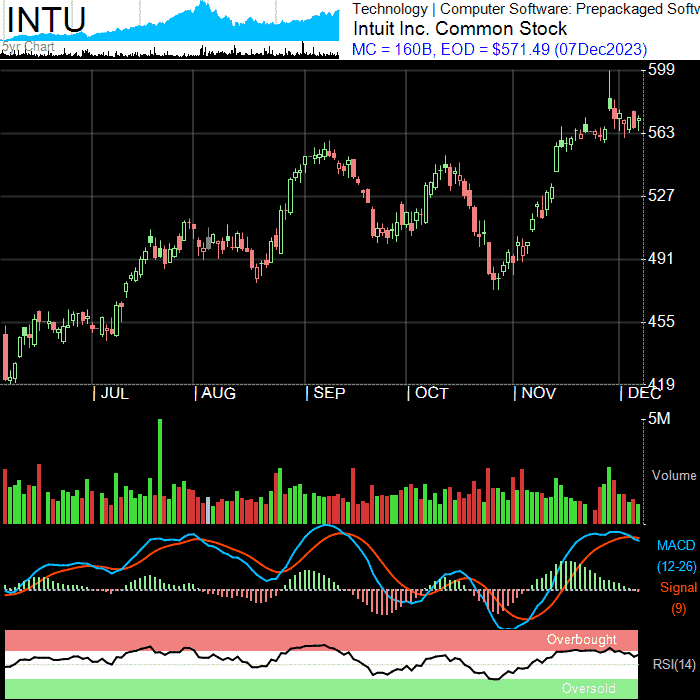 INTU
5yr Chart
Technology | Computer Software: Prepackaged Softw
Intuit Inc. Common Stock
MC = 160B, EOD = $571.49 (07Dec2023)
599
563
527
491
455
419
| JUL | AUG | SEP | OCT | NOV | DEC
5M
Volume
MACD
(12-26)
Signal
(9)
Overbought
RSI(14)
Oversold